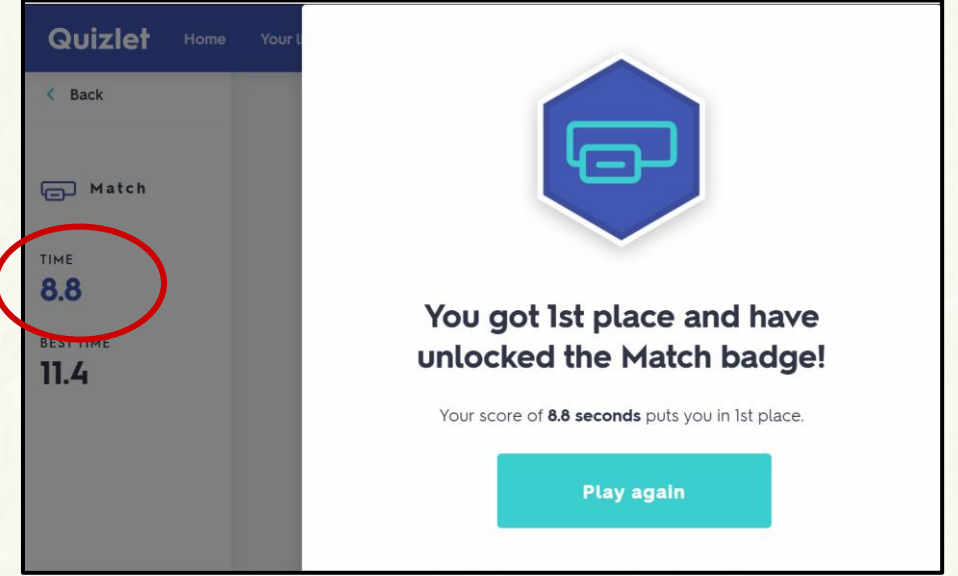 Quizlet Home Your l
Back
Match
TIME
8.8
BEST TIME
11.4
You got 1st place and have
unlocked the Match badge!
Your score of 8.8 seconds puts you in 1st place.
Play again